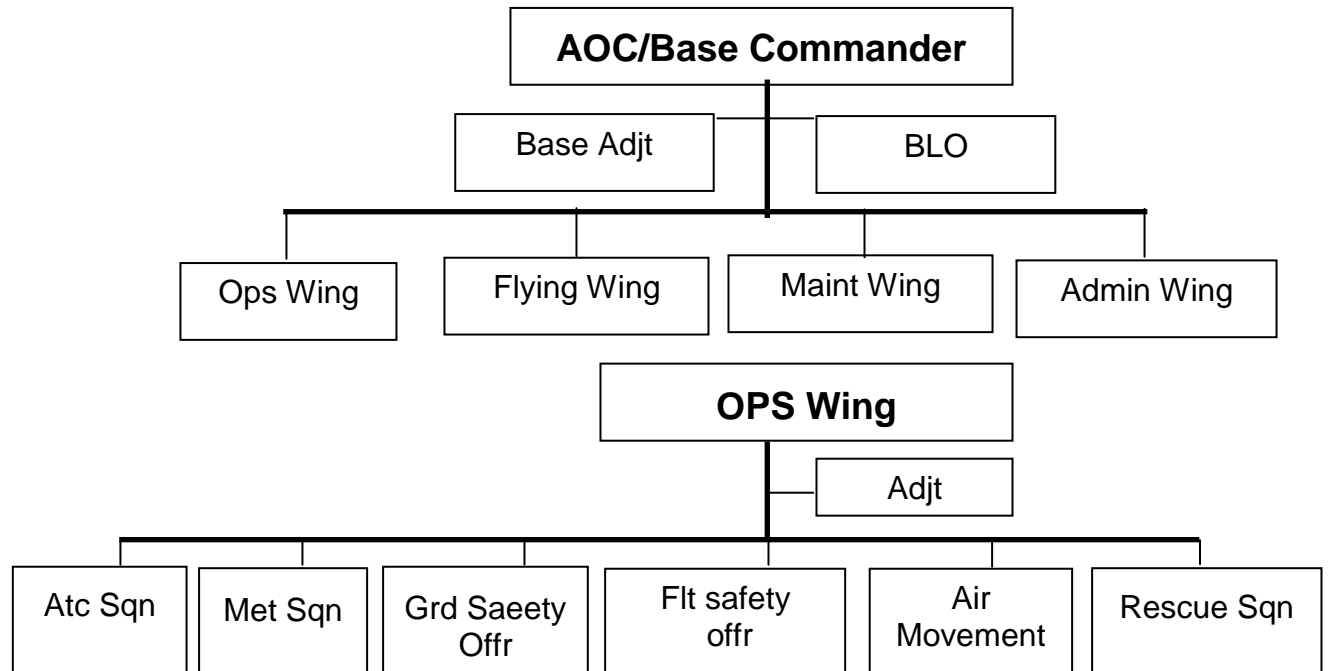 AOC/Base Commander
Base Adjt
BLO
Ops Wing
Flying Wing
Maint Wing
Admin Wing
OPS Wing
Adjt
Atc Sqn
Met Sqn
Grd Saeety
Offr
Flt safety
offr
Air
Movement
Rescue Sqn